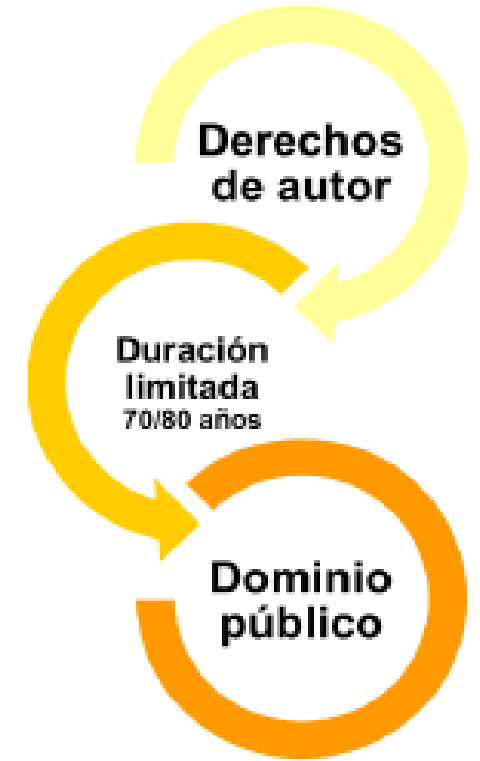 Derechos
de autor
Duración
limitada
70/80 años
Dominio
público